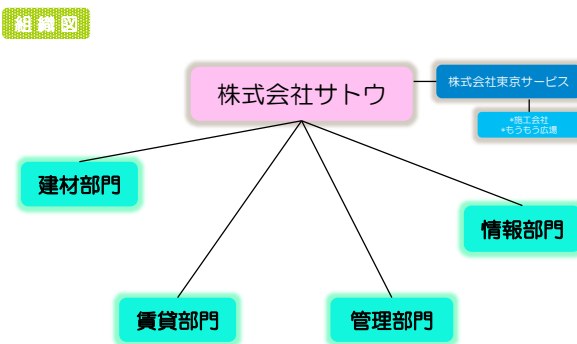 組織図
株式会社サトウ
株式会社東京サービス
*施工会社
*もうもう広場
建材部門
情報部門
賃貸部門
管理部門